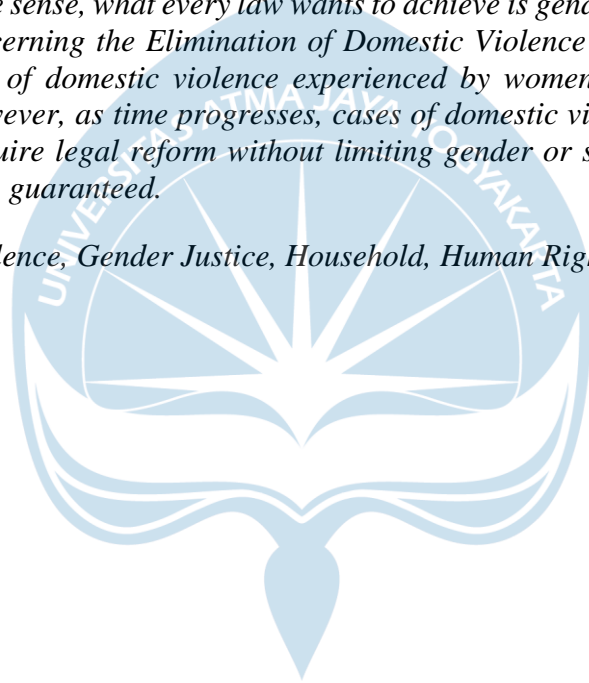 e sense, what every law wants to achieve is gend
cerning the Elimination of Domestic Violence
of domestic violence experienced by women
vever, as time progresses, cases of domestic vi
uire legal reform without limiting gender or s
guaranteed.
lence, Gender Justice, Household, Human Righ
UNIVERSITAS ATMA JAYA YOGYAKARTA